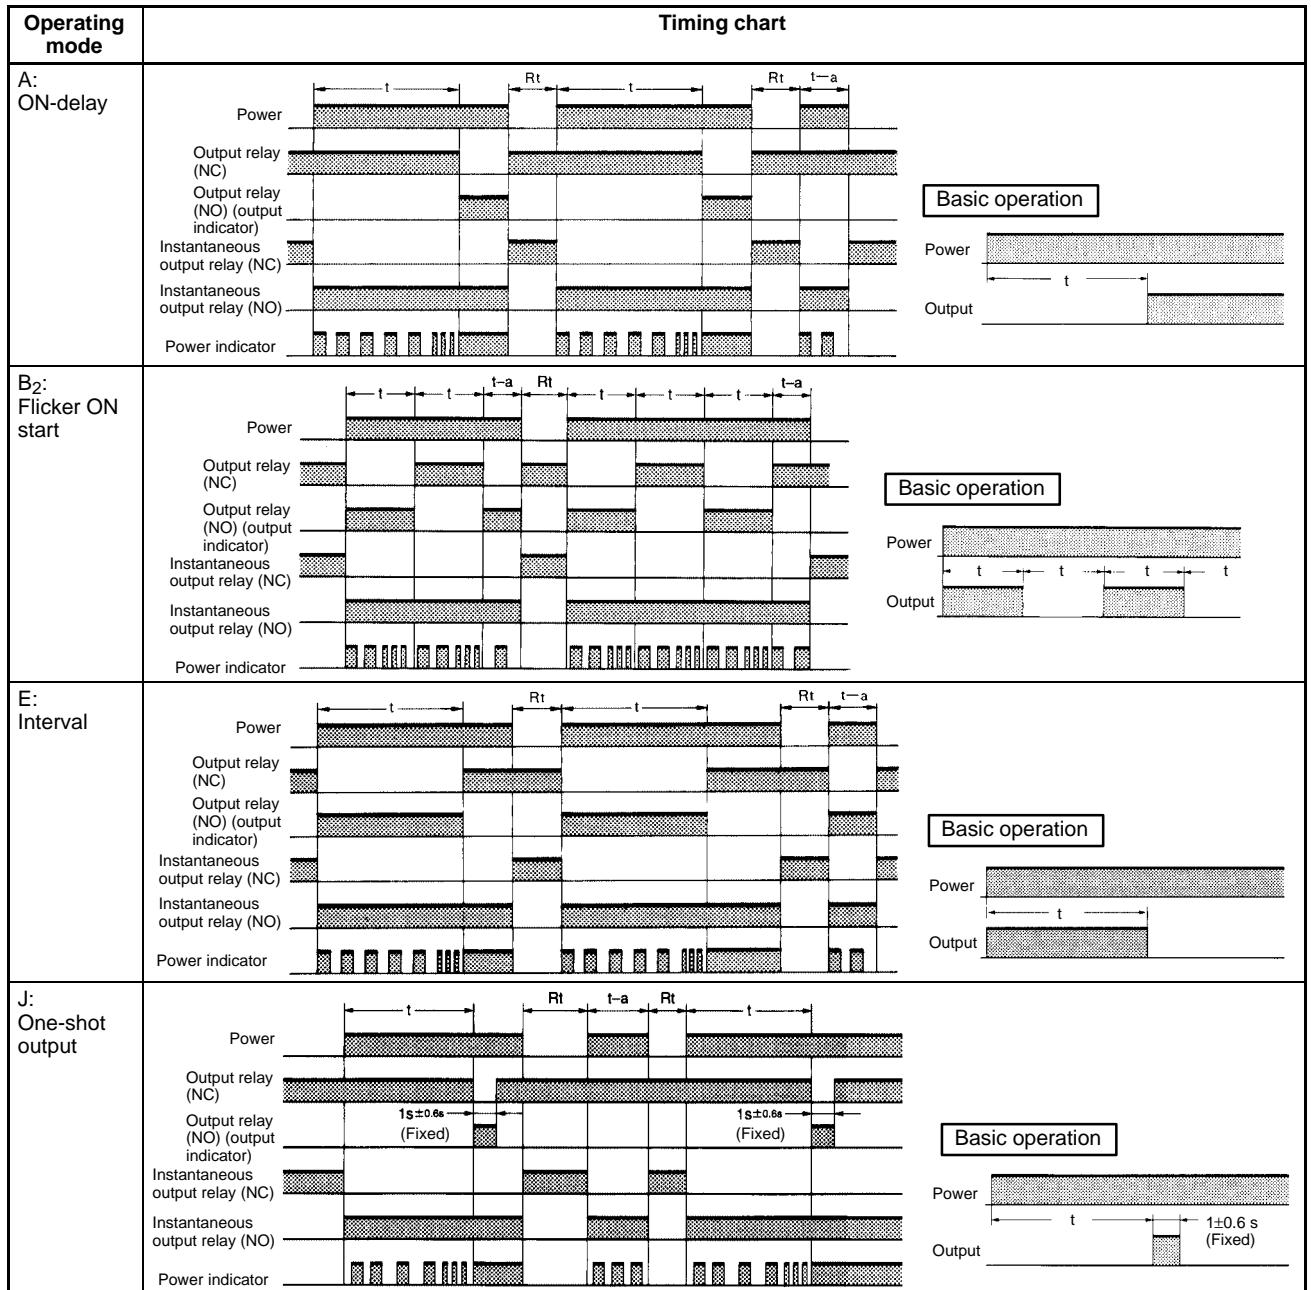 Operating
mode
Timing chart
A:
ON-delay
t
Rt
t
Rt
t-a
Power
Output relay
(NC)
Output relay
(NO) (output
indicator)
Instantaneous
output relay (NC)
Instantaneous
output relay (NO)
Power indicator
Basic operation
Power
t
Output
B2:
Flicker ON
start
t
t
t-a
Rt
t
t
t
t-a
Power
Output relay
(NC)
Output relay
(NO) (output
indicator)
Instantaneous
output relay (NC)
Instantaneous
output relay (NO)
Power indicator
Basic operation
Power
t
t
t
t
Output
E:
Interval
t
Rt
t
Rt
t-a
Power
Output relay
(NC)
Output relay
(NO) (output
indicator)
Instantaneous
output relay (NC)
Instantaneous
output relay (NO)
Power indicator
Basic operation
Power
t
Output
J:
One-shot
output
t
Rt
t-a
Rt
t
Power
Output relay
(NC)
1s±0.6s
(Fixed)
1s±0.6s
(Fixed)
Output relay
(NO) (output
indicator)
Instantaneous
output relay (NC)
Instantaneous
output relay (NO)
Power indicator
Basic operation
Power
t
1±0.6 s
(Fixed)
Output